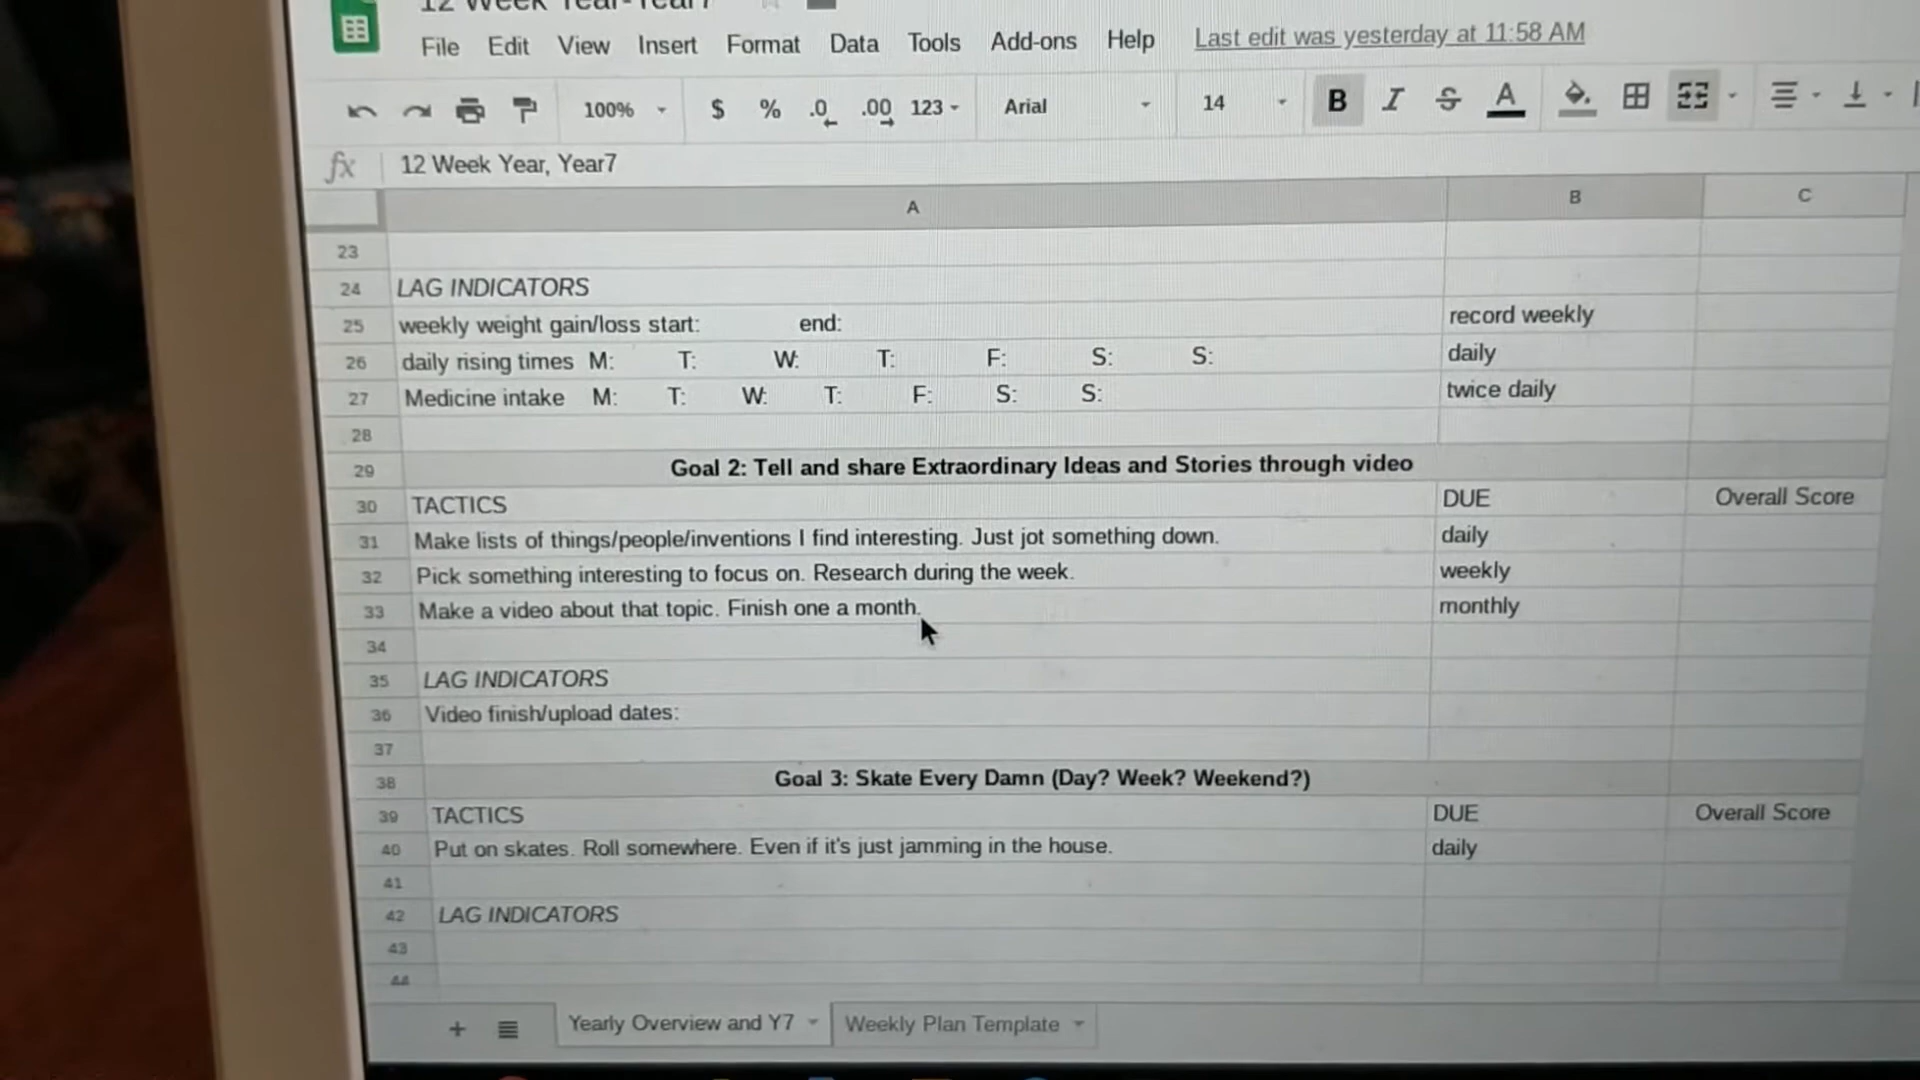 12 Week Year-Year7
File Edit View Insert Format Data Tools Add-ons Help Last edit was yesterday at 11:58 AM
100% $ % .0 .00 123 Arial 14 B I S A
fx 12 Week Year, Year7
A B C
23
24 LAG INDICATORS
25 weekly weight gain/loss start: end: record weekly
26 daily rising times M: T: W: T: F: S: S: daily
27 Medicine intake M: T: W: T: F: S: S: twice daily
28
29 Goal 2: Tell and share Extraordinary Ideas and Stories through video
30 TACTICS DUE Overall Score
31 Make lists of things/people/inventions I find interesting. Just jot something down. daily
32 Pick something interesting to focus on. Research during the week. weekly
33 Make a video about that topic. Finish one a month. monthly
34
35 LAG INDICATORS
36 Video finish/upload dates:
37
38 Goal 3: Skate Every Damn (Day? Week? Weekend?)
39 TACTICS DUE Overall Score
40 Put on skates. Roll somewhere. Even if it's just jamming in the house. daily
41
42 LAG INDICATORS
43
44
+ Yearly Overview and Y7 Weekly Plan Template